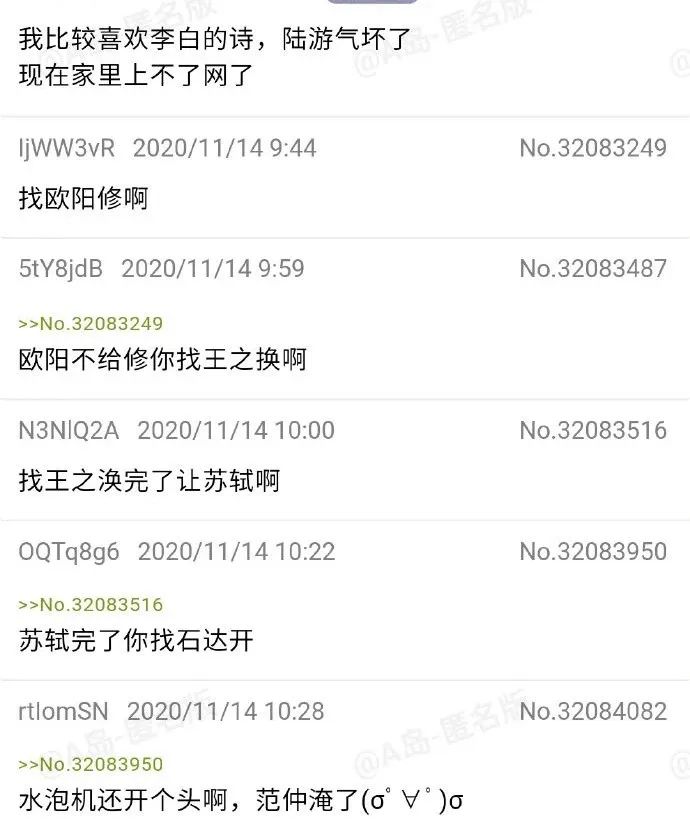 我比较喜欢李白的诗，陆游气坏了
现在家里上不了网了
ljWW3vR 2020/11/14 9:44 No.32083249
找欧阳修啊
5tY8jdB 2020/11/14 9:59 No.32083487
>>No.32083249
欧阳不给修你找王之换啊
N3NlQ2A 2020/11/14 10:00 No.32083516
找王之涣完了让苏轼啊
OQTq8g6 2020/11/14 10:22 No.32083950
>>No.32083516
苏轼完了你找石达开
rtlomSN 2020/11/14 10:28 No.32084082
>>No.32083950
水泡机还开个头啊，范仲淹了(σﾟ∀ﾟ)σ
@A岛-匿名版
@A岛-匿名版
@A岛-匿名版